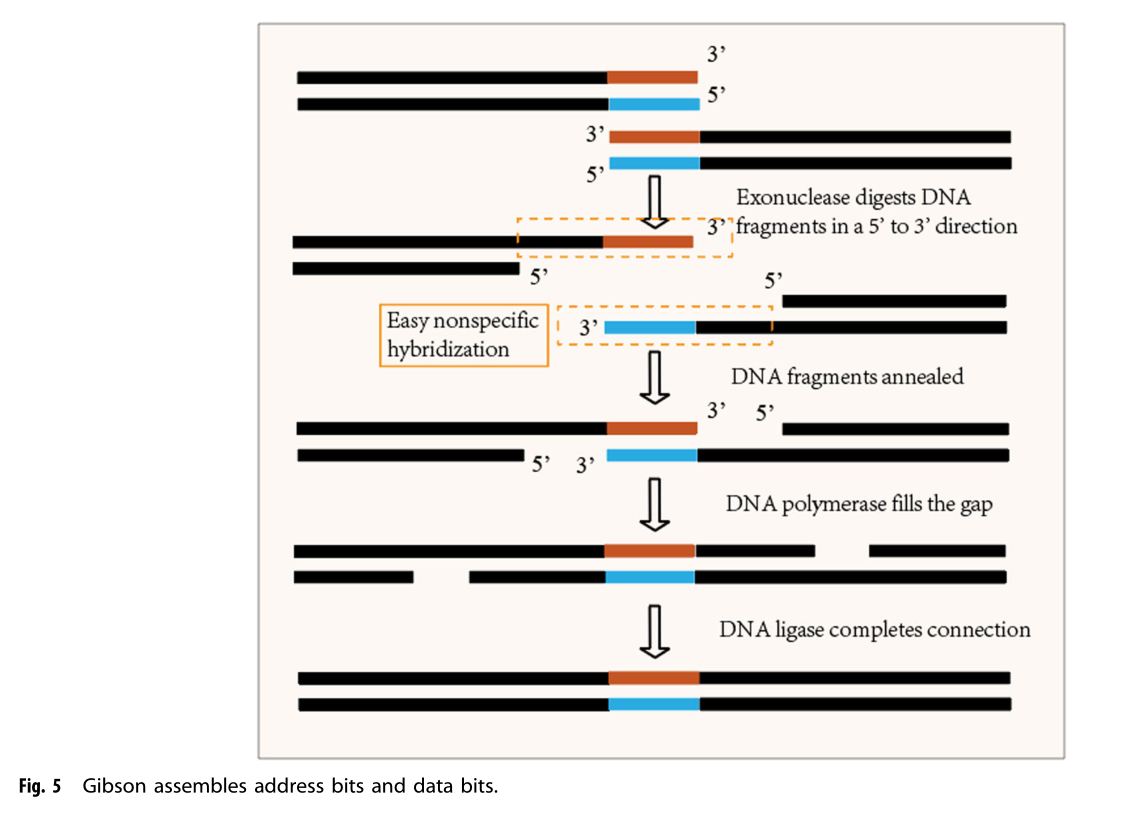 3’
5’
3’
5’
Exonuclease digests DNA
fragments in a 5’ to 3’ direction
3’
5’
5’
Easy nonspecific
hybridization
3’
DNA fragments annealed
3’ 5’
5’ 3’
DNA polymerase fills the gap
DNA ligase completes connection
Fig. 5 Gibson assembles address bits and data bits.